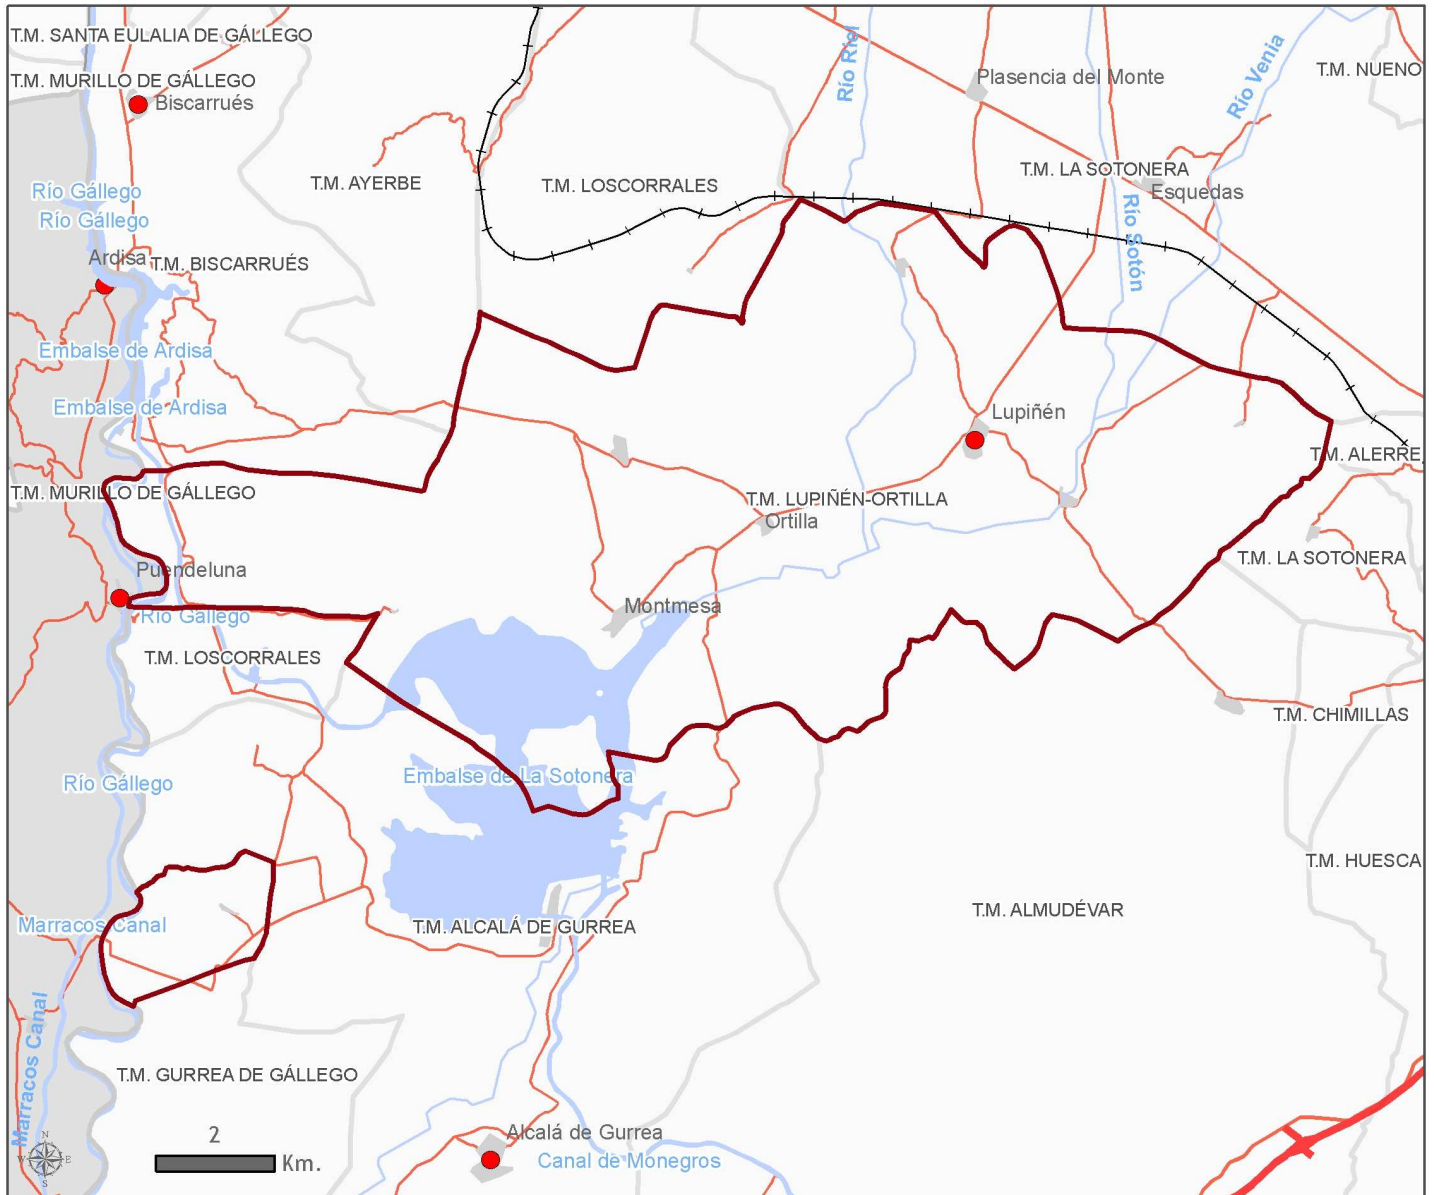 T.M. SANTA EULALIA DE GÁLLEGO
T.M. MURILLO DE GÁLLEGO
Biscarrués
Río Riel
Plasencia del Monte
Río Venia
T.M. NUENO
T.M. AYERBE
T.M. LOSCORRALES
T.M. LA SOTONERA
Esquedas
Río Gállego
Río Gállego
Río Sotón
Ardisa
T.M. BISCARRUÉS
Embalse de Ardisa
Embalse de Ardisa
Lupiñén
T.M. ALERRE
T.M. MURILLO DE GÁLLEGO
T.M. LUPIÑÉN-ORTILLA
Ortilla
T.M. LA SOTONERA
Puendeluna
Río Gállego
Montmesa
T.M. LOSCORRALES
T.M. CHIMILLAS
Río Gállego
Embalse de La Sotonera
T.M. HUESCA
T.M. ALMUDÉVAR
Marracos Canal
T.M. ALCALÁ DE GURREA
Marracos Canal
T.M. GURREA DE GÁLLEGO
2
Km.
Alcalá de Gurrea
Canal de Monegros
N
W
E
S